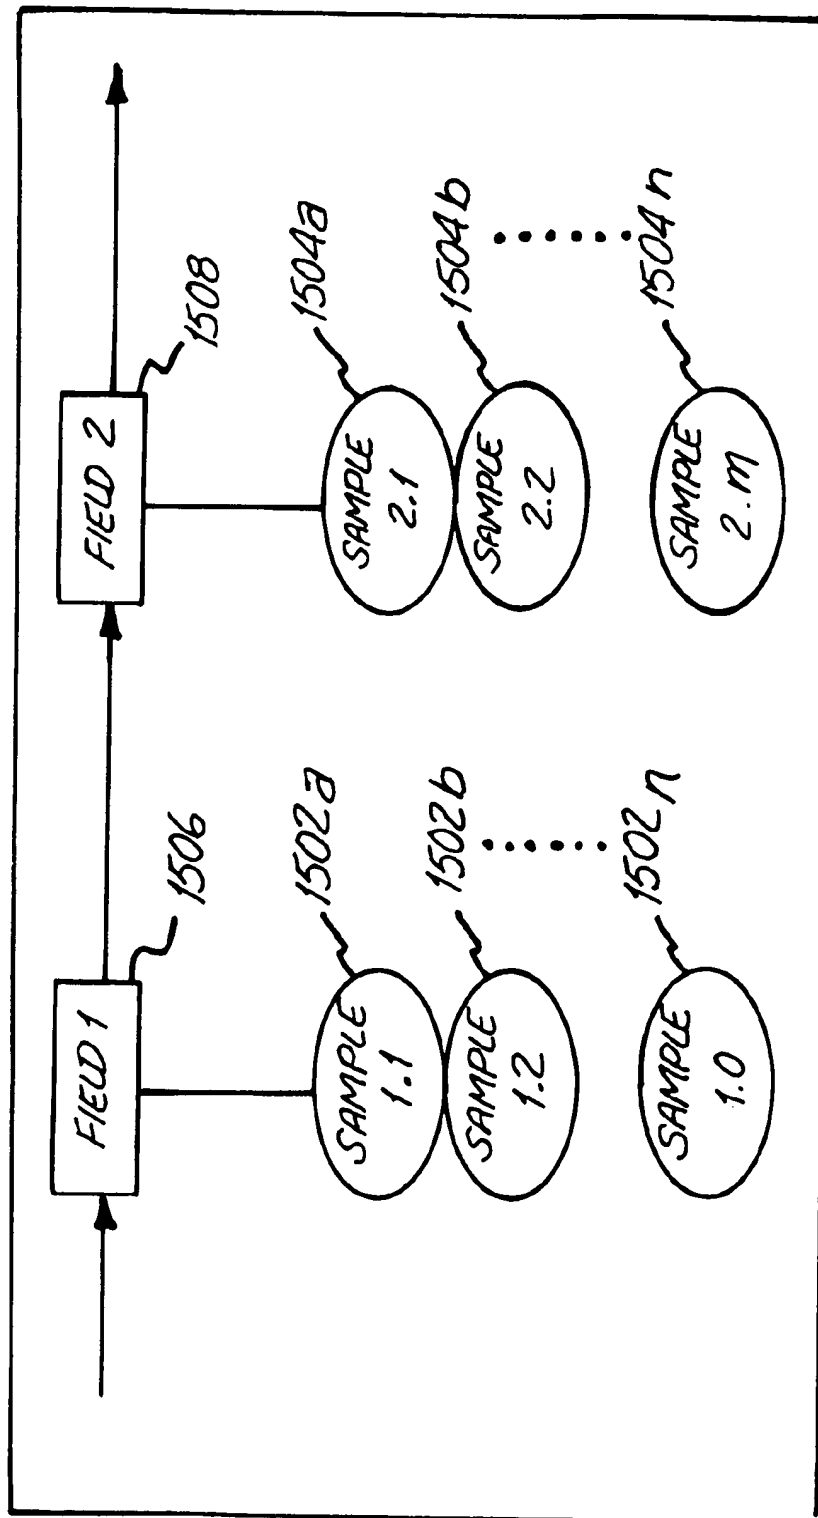 FIELD 1
1506
FIELD 2
1508
SAMPLE
1.1
1502a
SAMPLE
1.2
1502b
SAMPLE
1.0
1502n
SAMPLE
2.1
1504a
SAMPLE
2.2
1504b
SAMPLE
2.m
1504n